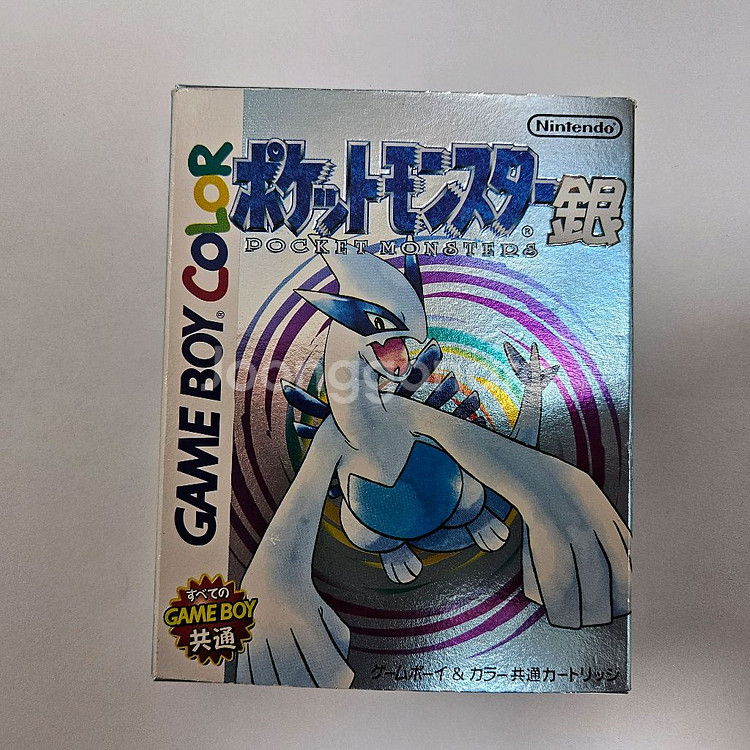 Nintendo
ポケットモンスター銀
®
POCKET MONSTERS
GAME BOY COLOR
®
すべての
GAME BOY
共通
ゲームボーイ & カラー共通カートリッジ